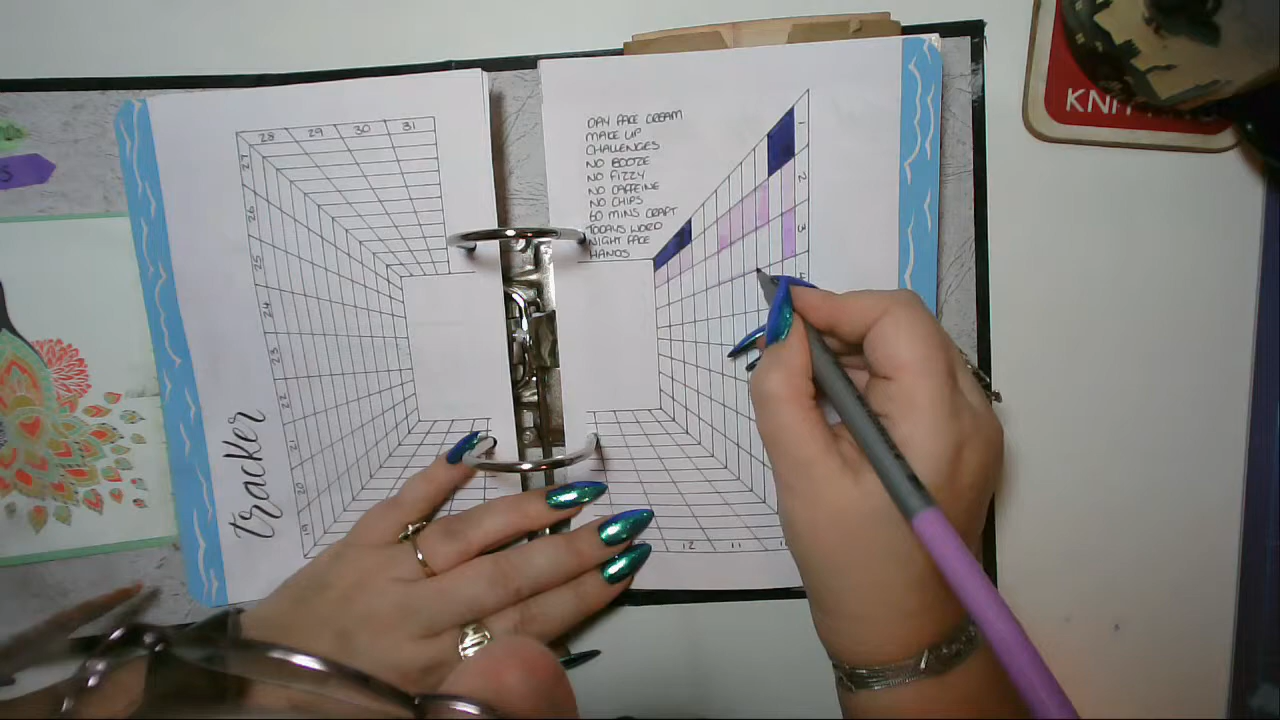 28 29 30 31
27
26
25
24
23
22
21
20
19
tracker
DAY FACE CREAM
MAKE UP
CHALLENGES
NO BOOZE
NO FIZZY
NO CAFFEINE
NO CHIPS
60 MINS CRAFT
TODAYS WORD
NIGHT FACE
HANDS
1
2
3
12 11